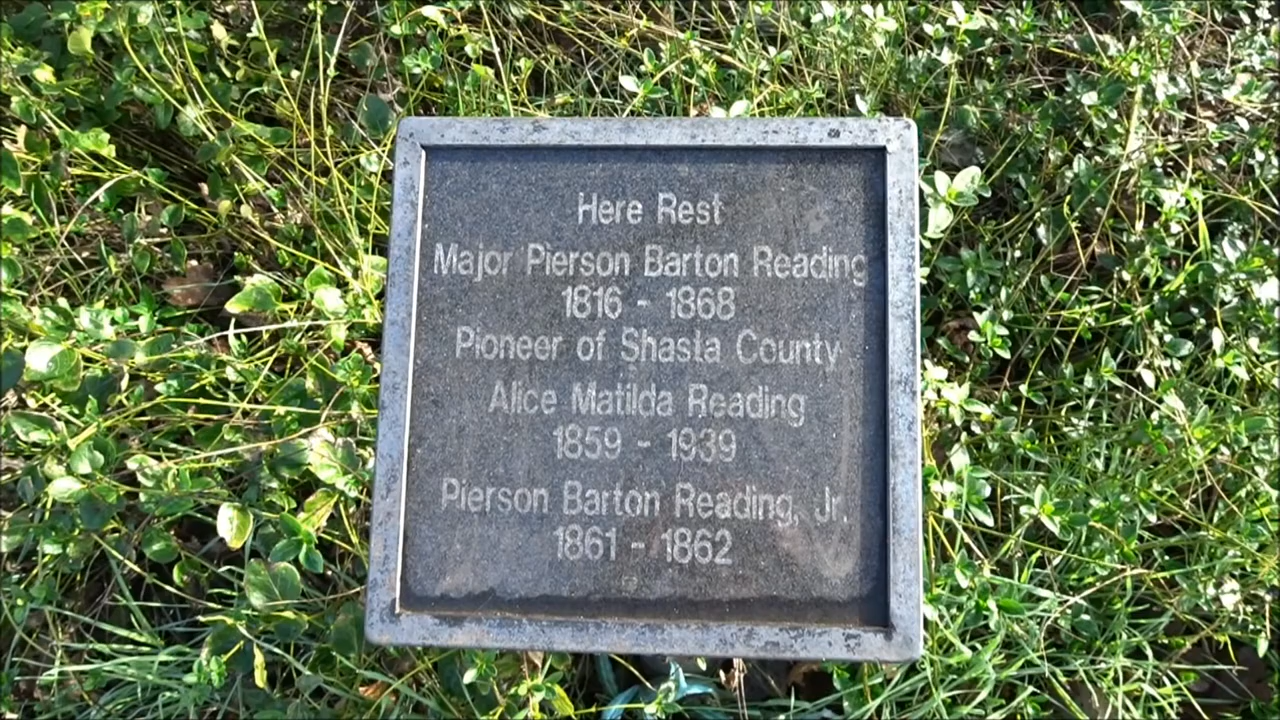 Here Rest
Major Pierson Barton Reading
1816 - 1868
Pioneer of Shasta County
Alice Matilda Reading
1859 - 1939
Pierson Barton Reading, Jr.
1861 - 1862